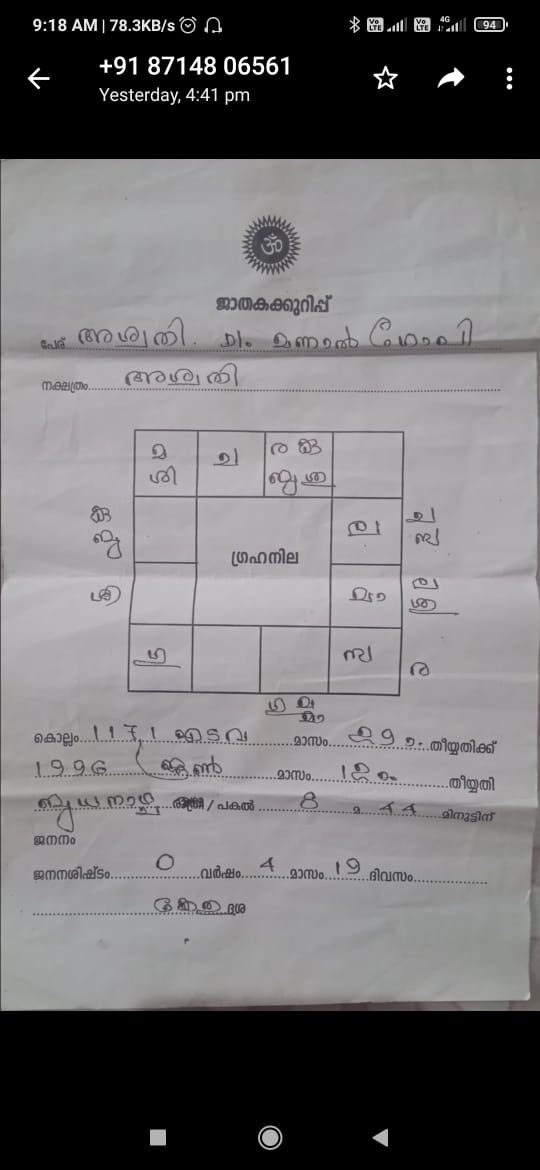 9:18 AM | 78.3KB/s
94
+91 87148 06561
Yesterday, 4:41 pm
ॐ
ജാതകക്കുറിപ്പ്
പേര് അശ്വതി. D/o
നക്ഷത്രം അശ്വതി
മ ച ര കു
ശി ബു ശു
കു ച
ബു സ
ഗ്രഹനില
ശി മാ
ശു
ഗു സ ര
ഗു
മാ
കൊല്ലം 1171 ഇടവ മാസം 29 ം തീയ്യതിക്ക്
1996 ജൂൺ മാസം 12 ം തീയ്യതി
ബുധനാഴ്ച രാത്രി / പകൽ 8 മ 44 മിനുട്ടിന്
ജനനം
ജനനശിഷ്ടം 0 വർഷം 4 മാസം 19 ദിവസം
കേതു ദശ